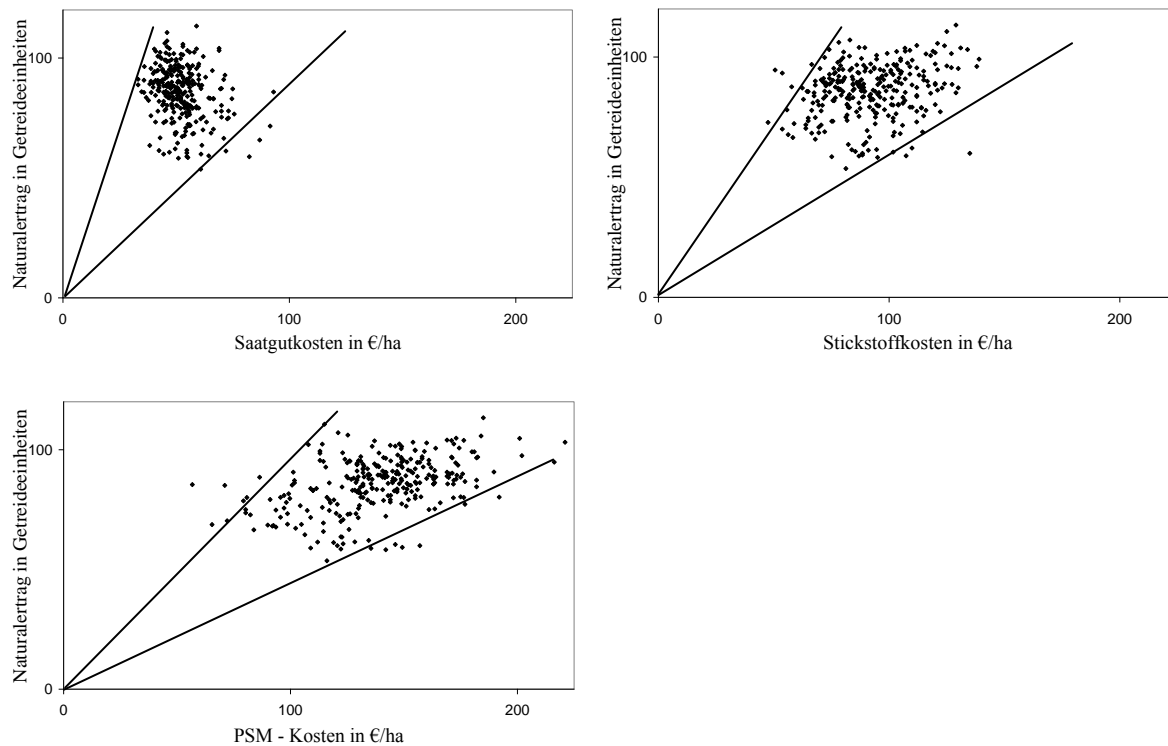 Naturalertrag in Getreideeinheiten
100
0
0
100
200
Saatgutkosten in €/ha
Naturalertrag in Getreideeinheiten
100
0
0
100
200
Stickstoffkosten in €/ha
Naturalertrag in Getreideeinheiten
100
0
0
100
200
PSM - Kosten in €/ha